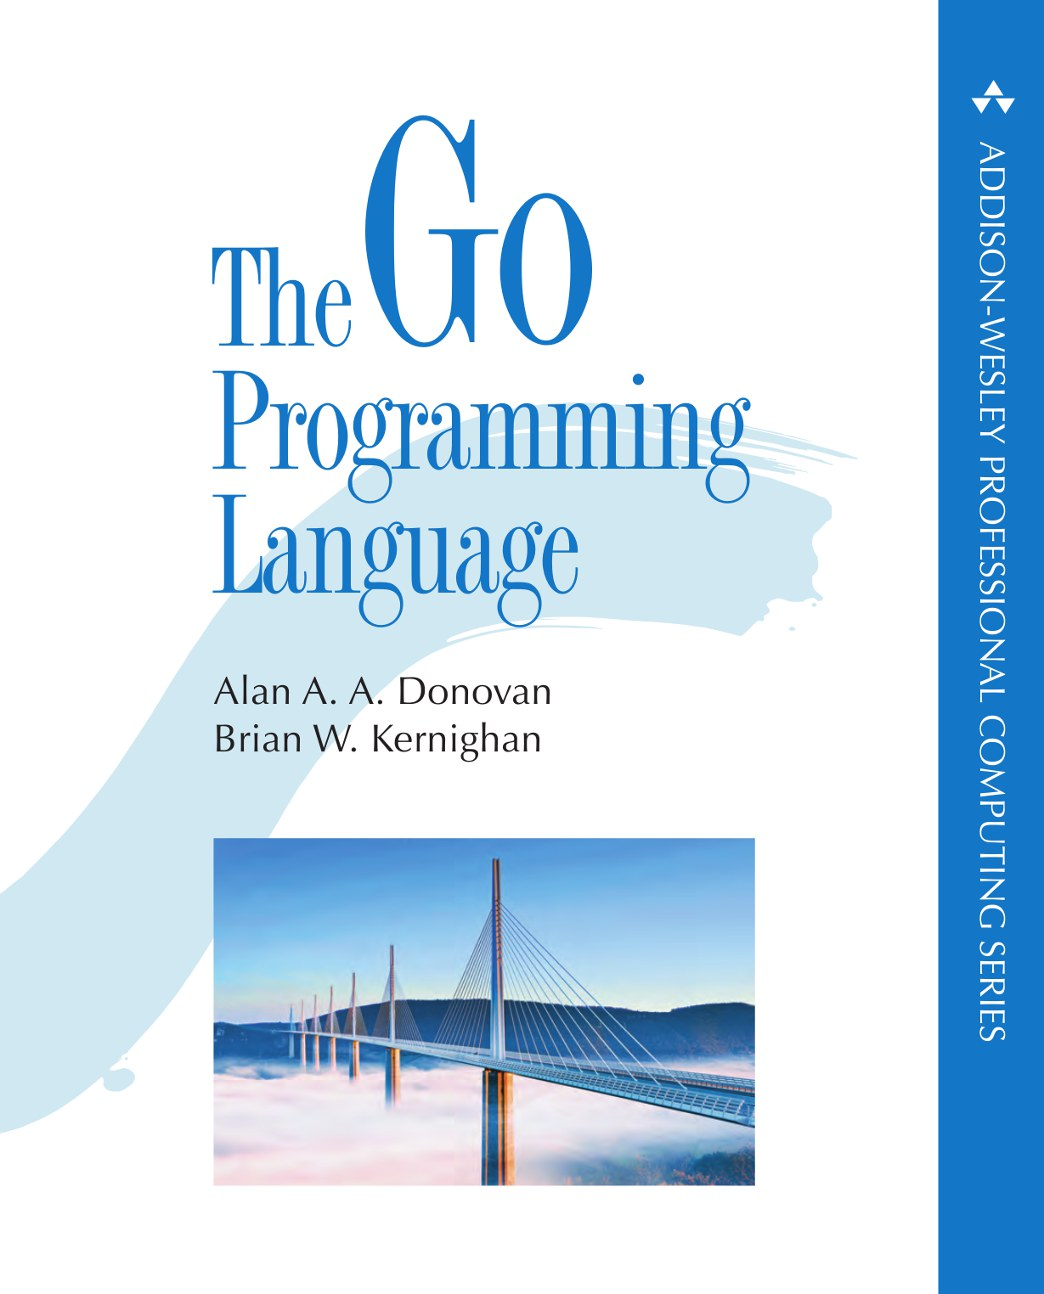 The Go
Programming
Language
Alan A. A. Donovan
Brian W. Kernighan
ADDISON-WESLEY PROFESSIONAL COMPUTING SERIES